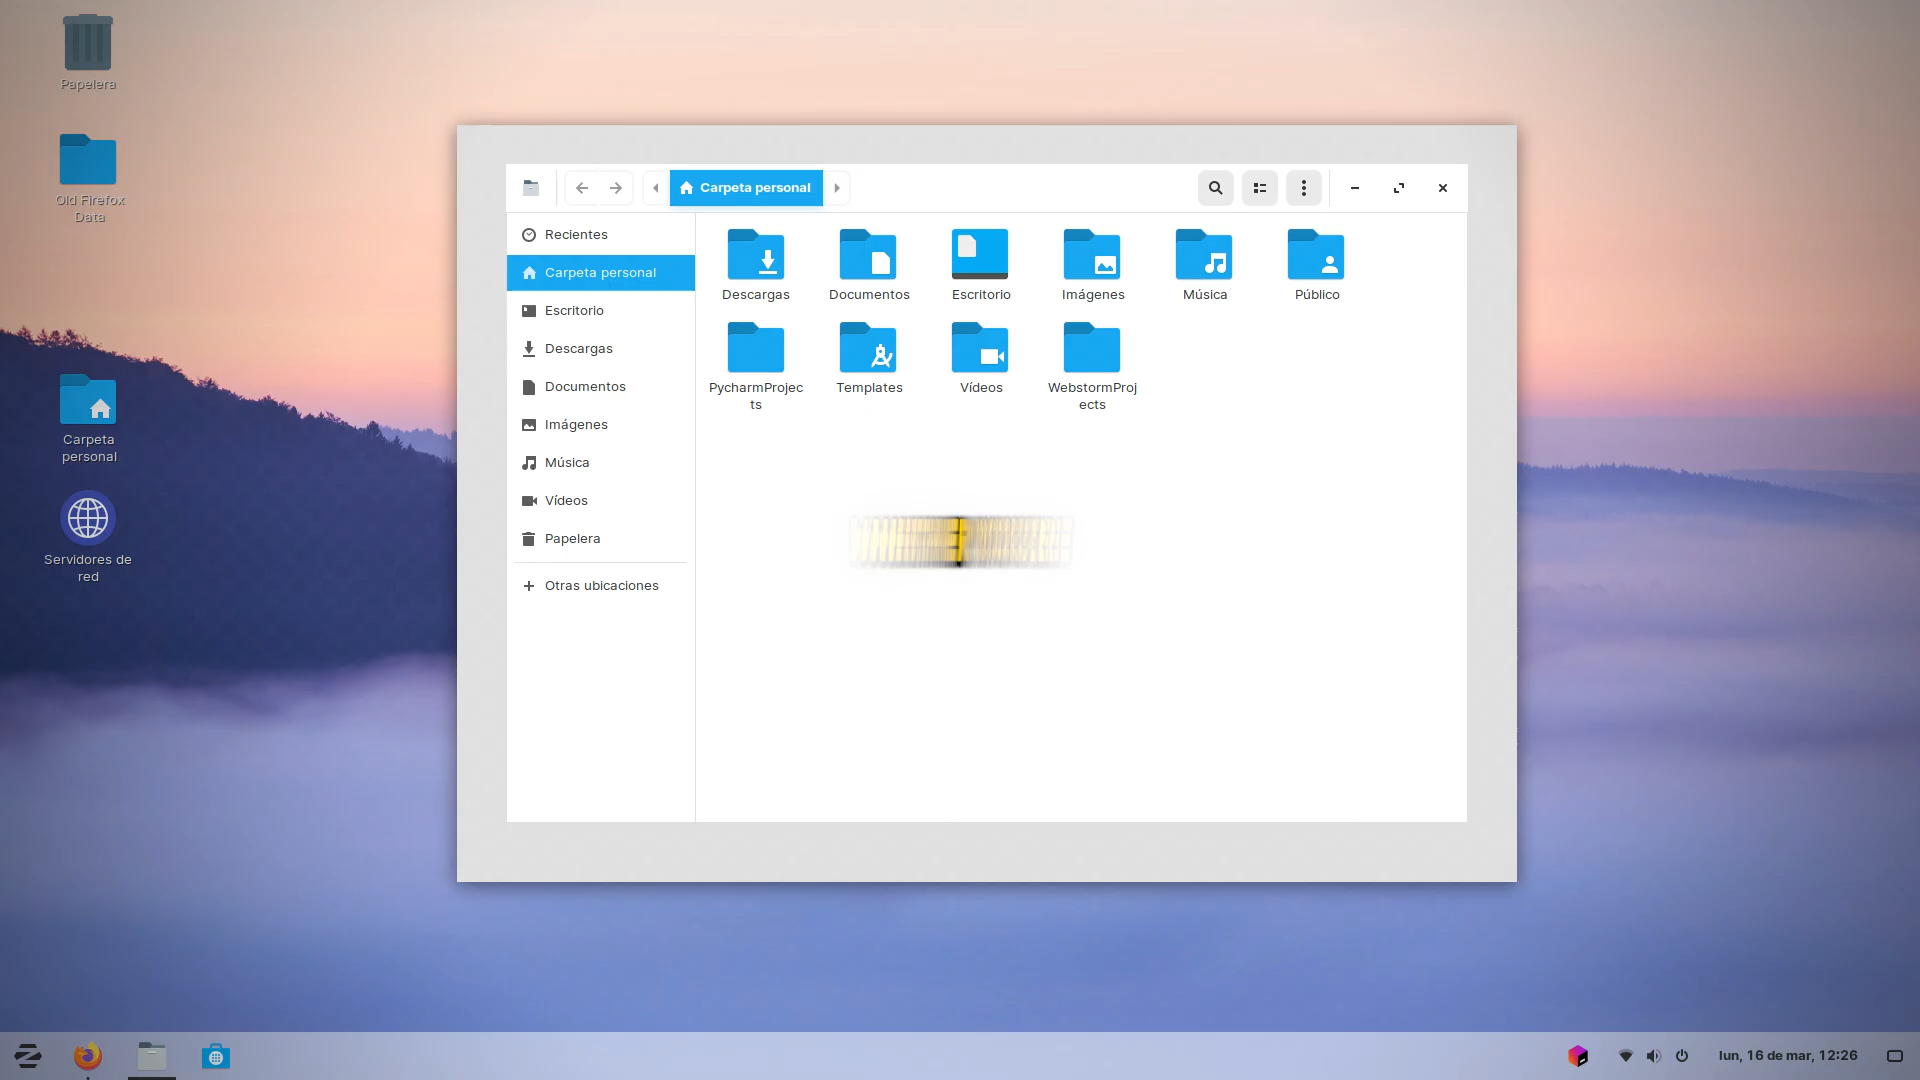 Papelera
Old Firefox
Data
Carpeta
personal
Servidores de
red
Carpeta personal
Recientes
Carpeta personal
Escritorio
Descargas
Documentos
Imágenes
Música
Vídeos
Papelera
Otras ubicaciones
Descargas
Documentos
Escritorio
Imágenes
Música
Público
PycharmProjec
ts
Templates
Vídeos
WebstormProj
ects
lun, 16 de mar, 12:26